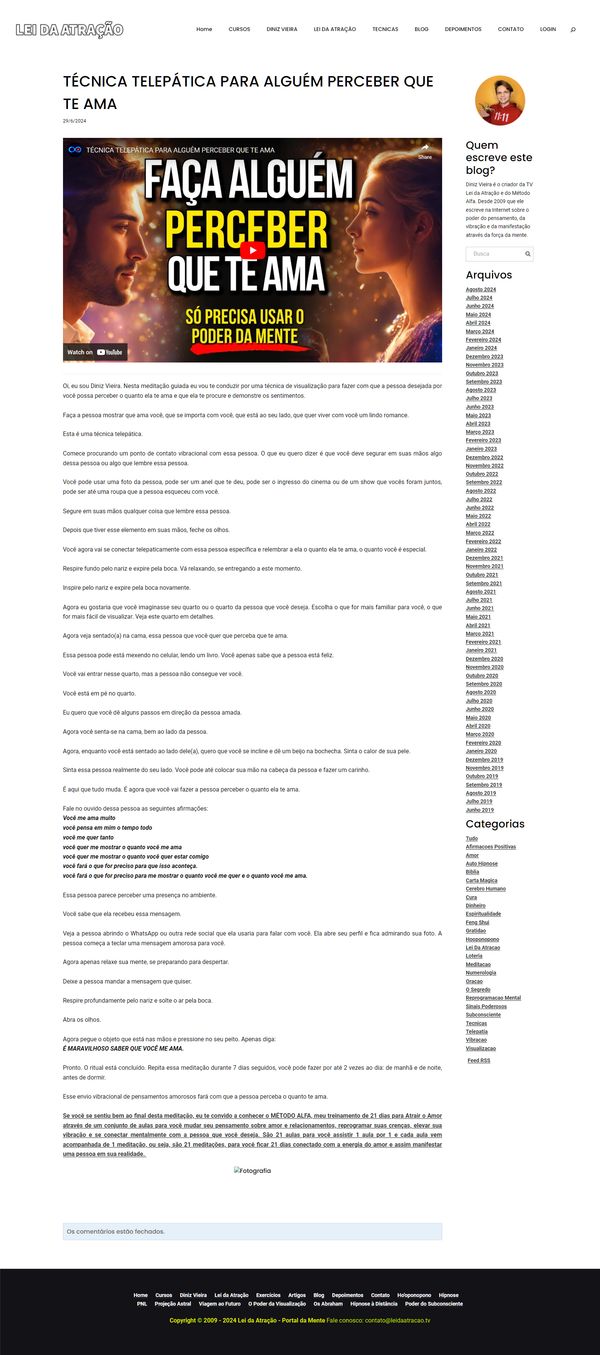 LEI DA ATRAÇÃO
Home CURSOS DINIZ VIEIRA LEI DA ATRAÇÃO TECNICAS BLOG DEPOIMENTOS CONTATO LOGIN
TÉCNICA TELEPÁTICA PARA ALGUÉM PERCEBER QUE
TE AMA
29/6/2024
TÉCNICA TELEPÁTICA PARA ALGUÉM PERCEBER QUE TE AMA
Share
FAÇA ALGUÉM
PERCEBER
QUE TE AMA
SÓ PRECISA USAR O
PODER DA MENTE
Watch on YouTube
Oi, eu sou Diniz Vieira. Nesta meditação guiada eu vou te conduzir por uma técnica de visualização para fazer com que a pessoa desejada por
você possa perceber o quanto ela te ama e que ela te procure e demonstre os sentimentos.
Faça a pessoa mostrar que ama você, que se importa com você, que está ao seu lado, que quer viver com você um lindo romance.
Esta é uma técnica telepática.
Comece procurando um ponto de contato vibracional com essa pessoa. O que eu quero dizer é que você deve segurar em suas mãos algo
dessa pessoa ou algo que lembre essa pessoa.
Você pode usar uma foto da pessoa, pode ser um anel que te deu, pode ser o ingresso do cinema ou de um show que vocês foram juntos,
pode ser até uma roupa que a pessoa esqueceu com você.
Segure em suas mãos qualquer coisa que lembre essa pessoa.
Depois que tiver esse elemento em suas mãos, feche os olhos.
Você agora vai se conectar telepaticamente com essa pessoa específica e relembrar a ela o quanto ela te ama, o quanto você é especial.
Respire fundo pelo nariz e expire pela boca. Vá relaxando, se entregando a este momento.
Inspire pelo nariz e expire pela boca novamente.
Agora eu gostaria que você imaginasse seu quarto ou o quarto da pessoa que você deseja. Escolha o que for mais familiar para você, o que
for mais fácil de visualizar. Veja este quarto em detalhes.
Agora veja sentado(a) na cama, essa pessoa que você quer que perceba que te ama.
Essa pessoa pode está mexendo no celular, lendo um livro. Você apenas sabe que a pessoa está feliz.
Você vai entrar nesse quarto, mas a pessoa não consegue ver você.
Você está em pé no quarto.
Eu quero que você dê alguns passos em direção da pessoa amada.
Agora você senta-se na cama, bem ao lado da pessoa.
Agora, enquanto você está sentado ao lado dele(a), quero que você se incline e dê um beijo na bochecha. Sinta o calor de sua pele.
Sinta essa pessoa realmente do seu lado. Você pode até colocar sua mão na cabeça da pessoa e fazer um carinho.
É aqui que tudo muda. É agora que você vai fazer a pessoa perceber o quanto ela te ama.
Fale no ouvido dessa pessoa as seguintes afirmações:
Você me ama muito
você pensa em mim o tempo todo
você me quer tanto
você quer me mostrar o quanto você me ama
você quer me mostrar o quanto você quer estar comigo
você fará o que for preciso para que isso aconteça.
você fará o que for preciso para me mostrar o quanto você me quer e o quanto você me ama.
Essa pessoa parece perceber uma presença no ambiente.
Você sabe que ela recebeu essa mensagem.
Veja a pessoa abrindo o WhatsApp ou outra rede social que ela usaria para falar com você. Ela abre seu perfil e fica admirando sua foto. A
pessoa começa a teclar uma mensagem amorosa para você.
Agora apenas relaxe sua mente, se preparando para despertar.
Deixe a pessoa mandar a mensagem que quiser.
Respire profundamente pelo nariz e solte o ar pela boca.
Abra os olhos.
Agora pegue o objeto que está nas mãos e pressione no seu peito. Apenas diga:
É MARAVILHOSO SABER QUE VOCÊ ME AMA.
Pronto. O ritual está concluído. Repita essa meditação durante 7 dias seguidos, você pode fazer por até 2 vezes ao dia: de manhã e de noite,
antes de dormir.
Esse envio vibracional de pensamentos amorosos fará com que a pessoa perceba o quanto te ama.
Se você se sentiu bem ao final desta meditação, eu te convido a conhecer o MÉTODO ALFA, meu treinamento de 21 dias para Atrair o Amor
através de um conjunto de aulas para você mudar seu pensamento sobre amor e relacionamentos, reprogramar suas crenças, elevar sua
vibração e se conectar mentalmente com a pessoa que você deseja. São 21 aulas para você assistir 1 aula por 1 e cada aula vem
acompanhada de 1 meditação, ou seja, são 21 meditações, para você ficar 21 dias conectado com a energia do amor e assim manifestar
uma pessoa em sua realidade.
Fotografia
Os comentários estão fechados.
11:11
Quem
escreve este
blog?
Diniz Vieira é o criador da TV
Lei da Atração e do Método
Alfa. Desde 2009 que ele
escreve na Internet sobre o
poder do pensamento, da
vibração e da manifestação
através da força da mente.
Busca
Arquivos
Agosto 2024
Julho 2024
Junho 2024
Maio 2024
Abril 2024
Março 2024
Fevereiro 2024
Janeiro 2024
Dezembro 2023
Novembro 2023
Outubro 2023
Setembro 2023
Agosto 2023
Julho 2023
Junho 2023
Maio 2023
Abril 2023
Março 2023
Fevereiro 2023
Janeiro 2023
Dezembro 2022
Novembro 2022
Outubro 2022
Setembro 2022
Agosto 2022
Julho 2022
Junho 2022
Maio 2022
Abril 2022
Março 2022
Fevereiro 2022
Janeiro 2022
Dezembro 2021
Novembro 2021
Outubro 2021
Setembro 2021
Agosto 2021
Julho 2021
Junho 2021
Maio 2021
Abril 2021
Março 2021
Fevereiro 2021
Janeiro 2021
Dezembro 2020
Novembro 2020
Outubro 2020
Setembro 2020
Agosto 2020
Julho 2020
Junho 2020
Maio 2020
Abril 2020
Março 2020
Fevereiro 2020
Janeiro 2020
Dezembro 2019
Novembro 2019
Outubro 2019
Setembro 2019
Agosto 2019
Julho 2019
Junho 2019
Categorias
Tudo
Afirmacoes Positivas
Amor
Auto Hipnose
Biblia
Carta Magica
Cerebro Humano
Cura
Dinheiro
Espiritualidade
Feng Shui
Gratidao
Hooponopono
Lei Da Atracao
Loteria
Meditacao
Numerologia
Oracao
O Segredo
Reprogramacao Mental
Sinais Poderosos
Subconsciente
Tecnicas
Telepatia
Vibracao
Visualizacao
Feed RSS
Home Cursos Diniz Vieira Lei da Atração Exercícios Artigos Blog Depoimentos Contato Ho'oponopono Hipnose
PNL Projeção Astral Viagem ao Futuro O Poder da Visualização Os Abraham Hipnose à Distância Poder do Subconsciente
Copyright © 2009 - 2024 Lei da Atração - Portal da Mente Fale conosco: contato@leidaatracao.tv